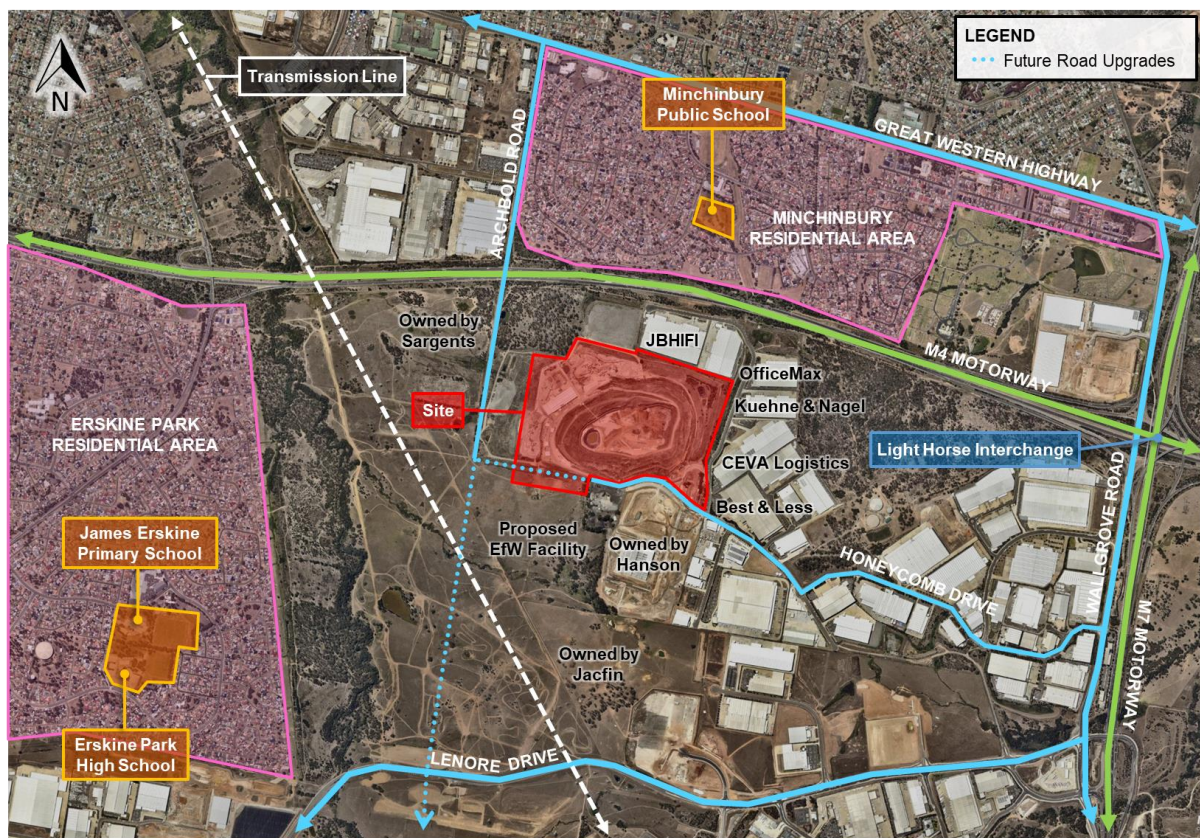 LEGEND
Future Road Upgrades
N
Transmission Line
Minchinbury
Public School
ARCHBOLD ROAD
GREAT WESTERN HIGHWAY
MINCHINBURY
RESIDENTIAL AREA
Owned by
Sargents
JBHIFI
M4 MOTORWAY
OfficeMax
Site
Kuehne & Nagel
ERSKINE PARK
RESIDENTIAL AREA
Light Horse Interchange
CEVA Logistics
WALLGROVE ROAD
Best & Less
James Erskine
Primary School
Proposed
EfW Facility
Owned by
Hanson
HONEYCOMB DRIVE
M7 MOTORWAY
Owned by
Jacfin
Erskine Park
High School
LENORE DRIVE